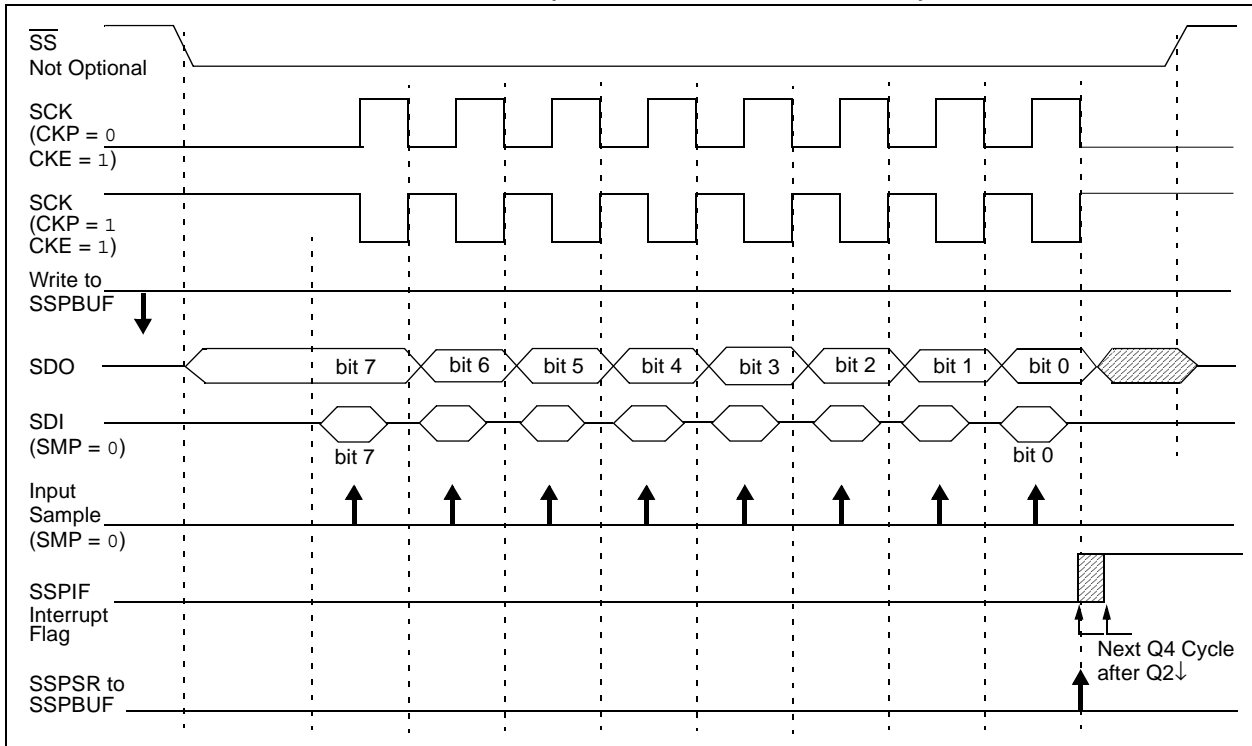 SS
Not Optional
SCK
(CKP = 0
CKE = 1)
SCK
(CKP = 1
CKE = 1)
Write to
SSPBUF
SDO
bit 7 bit 6 bit 5 bit 4 bit 3 bit 2 bit 1 bit 0
SDI
(SMP = 0)
bit 7 bit 0
Input
Sample
(SMP = 0)
SSPIF
Interrupt
Flag
Next Q4 Cycle
after Q2↓
SSPSR to
SSPBUF